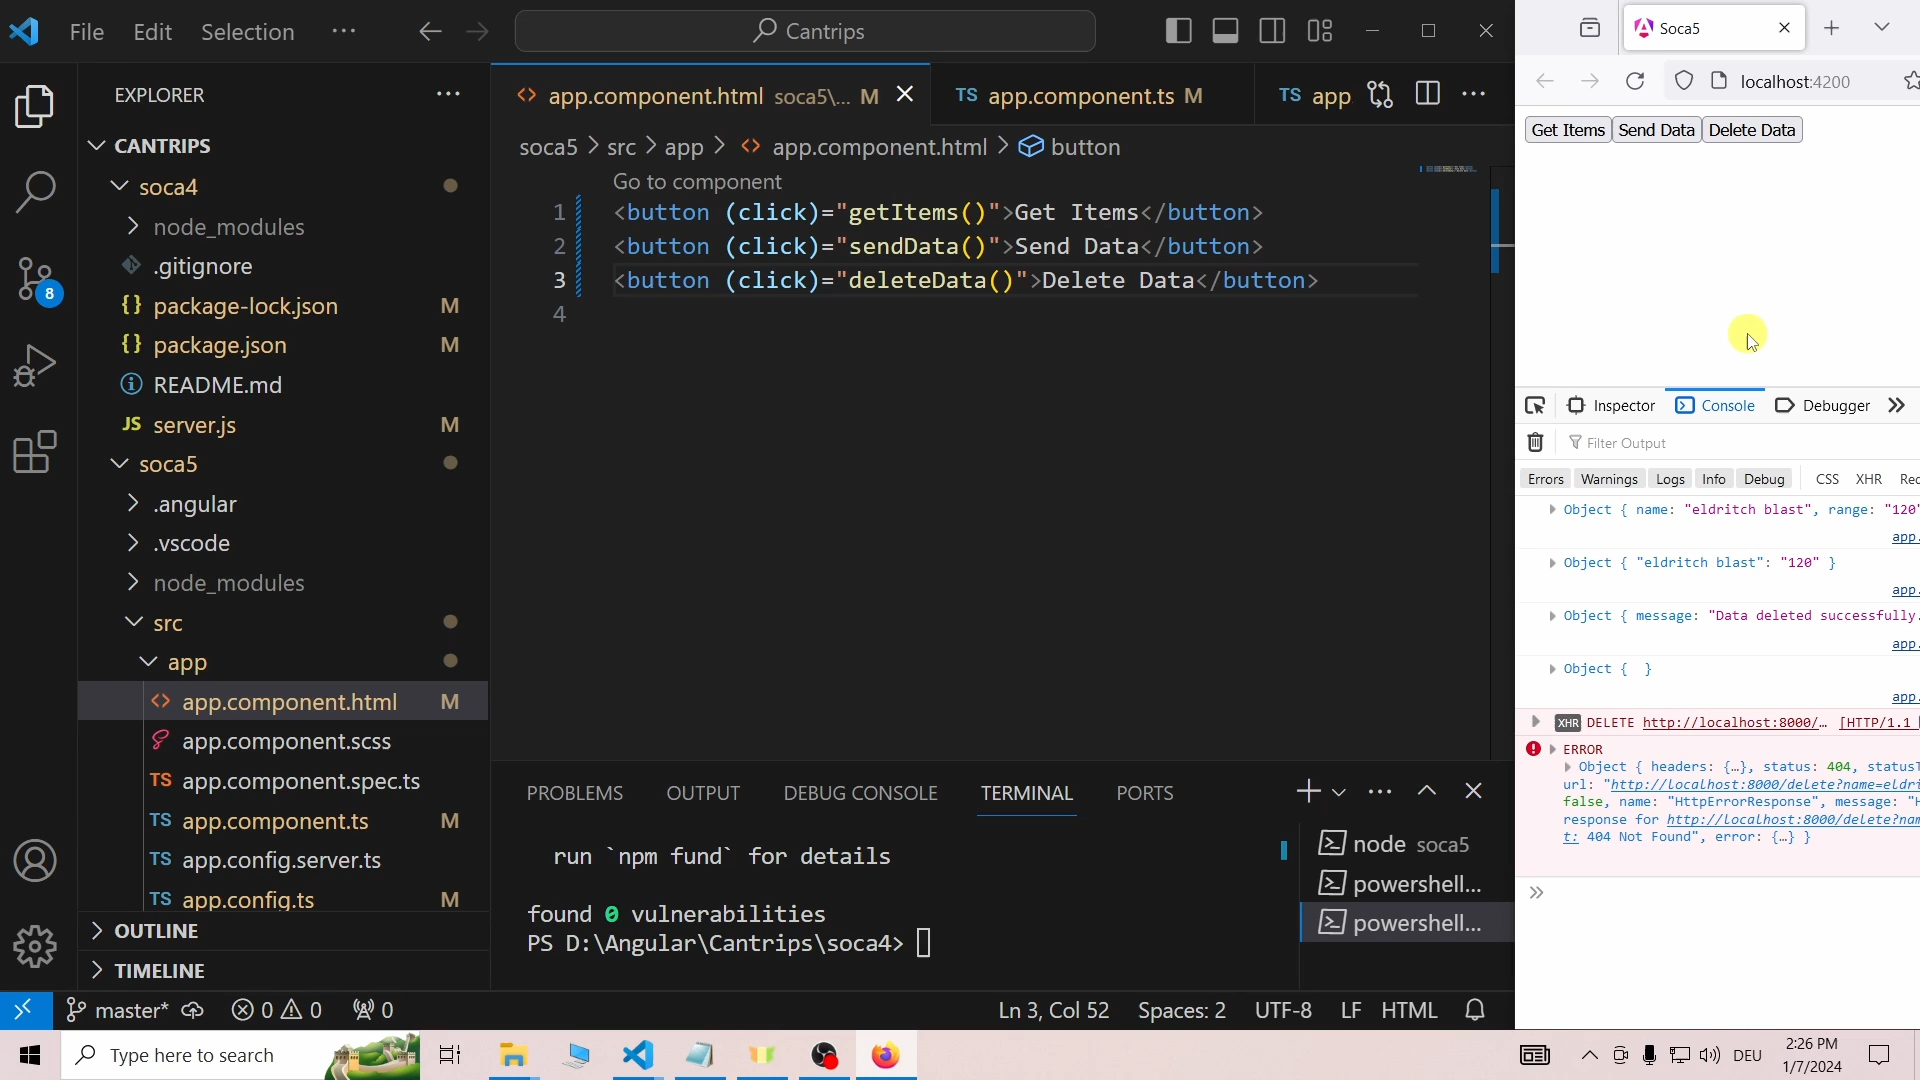 File Edit Selection ··· Cantrips
Soca5
localhost:4200
EXPLORER
CANTRIPS
soca4
node_modules
.gitignore
package-lock.json M
package.json M
README.md
server.js M
soca5
.angular
.vscode
node_modules
src
app
app.component.html M
app.component.scss
TS app.component.spec.ts
TS app.component.ts M
TS app.config.server.ts
TS app.config.ts M
OUTLINE
TIMELINE
app.component.html soca5\... M TS app.component.ts M TS app
soca5 > src > app > app.component.html > button
Go to component
1 <button (click)="getItems()">Get Items</button>
2 <button (click)="sendData()">Send Data</button>
3 <button (click)="deleteData()">Delete Data</button>
4
PROBLEMS OUTPUT DEBUG CONSOLE TERMINAL PORTS
run `npm fund` for details
found 0 vulnerabilities
PS D:\Angular\Cantrips\soca4>
node soca5
powershell...
powershell...
Get Items Send Data Delete Data
Inspector Console Debugger
Filter Output
Errors Warnings Logs Info Debug CSS XHR
Object { name: "eldritch blast", range: "120"
app.
Object { "eldritch blast": "120" }
app.
Object { message: "Data deleted successfully.
app.
Object { }
app.
XHR DELETE http://localhost:8000/… [HTTP/1.1
ERROR
Object { headers: {…}, status: 404, statusT
url: "http://localhost:8000/delete?name=eldri
false, name: "HttpErrorResponse", message: "H
response for http://localhost:8000/delete?nam
t: 404 Not Found", error: {…} }
8
master* 0 0 0 Ln 3, Col 52 Spaces: 2 UTF-8 LF HTML
Type here to search
DEU
2:26 PM
1/7/2024